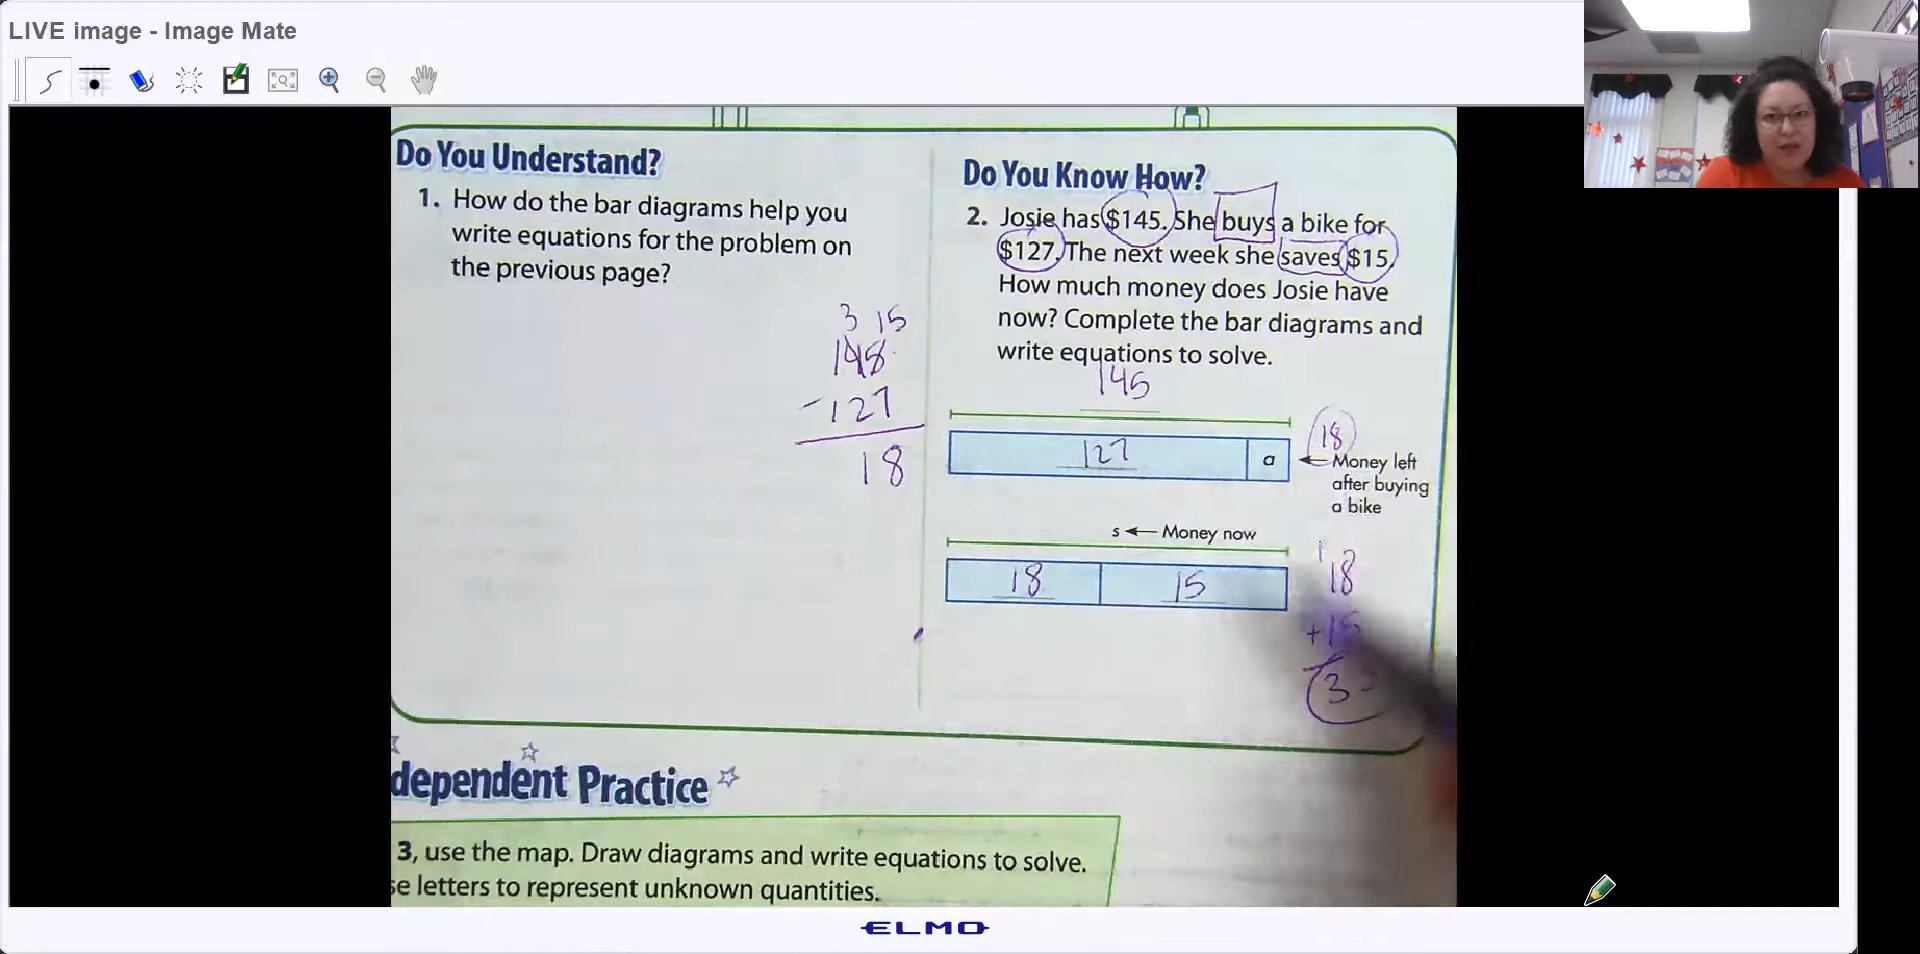 LIVE image - Image Mate
Do You Understand?
1. How do the bar diagrams help you
write equations for the problem on
the previous page?
3 15
145
-127
18
Do You Know How?
2. Josie has $145. She buys a bike for
$127. The next week she saves $15.
How much money does Josie have
now? Complete the bar diagrams and
write equations to solve.
145
127
a
18
Money left
after buying
a bike
s
Money now
18
15
1
18
+15
dependent Practice
3, use the map. Draw diagrams and write equations to solve.
se letters to represent unknown quantities.
ELMO